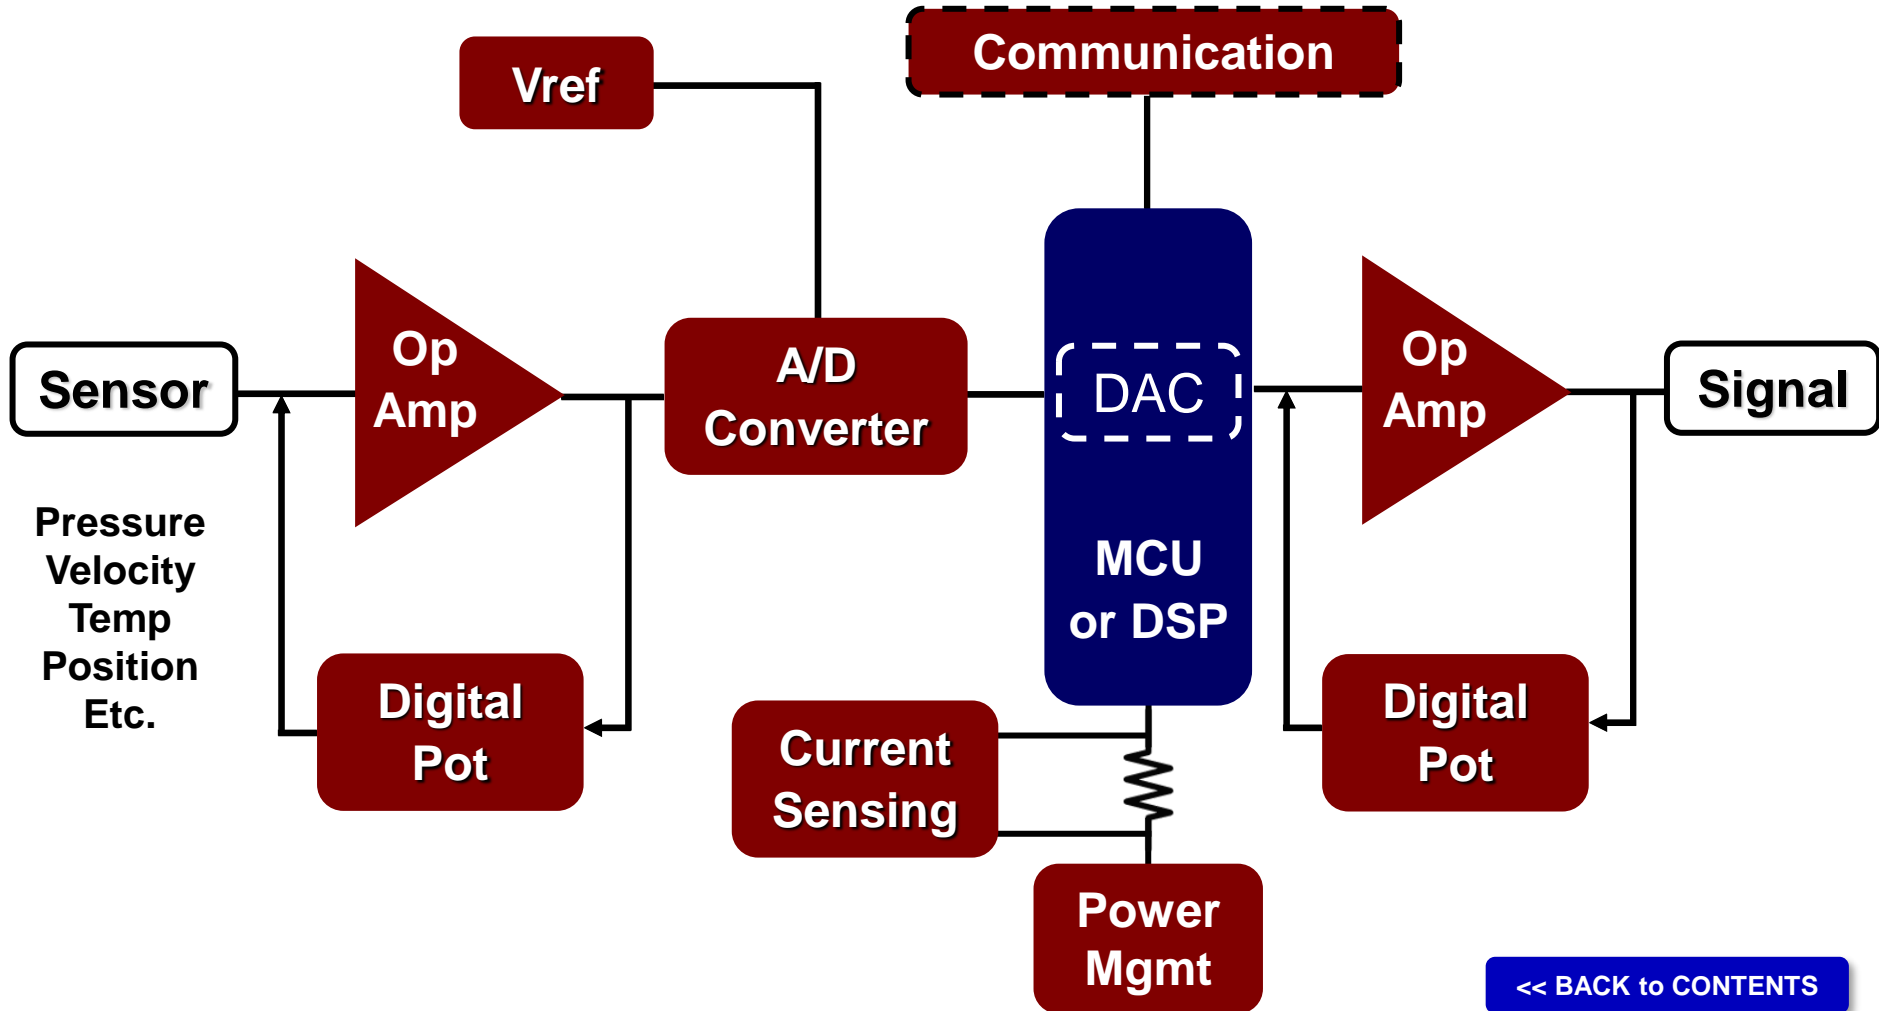 Vref
Communication
Sensor
Op
Amp
A/D
Converter
DAC
MCU
or DSP
Op
Amp
Signal
Pressure
Velocity
Temp
Position
Etc.
Digital
Pot
Current
Sensing
Power
Mgmt
Digital
Pot
<< BACK to CONTENTS